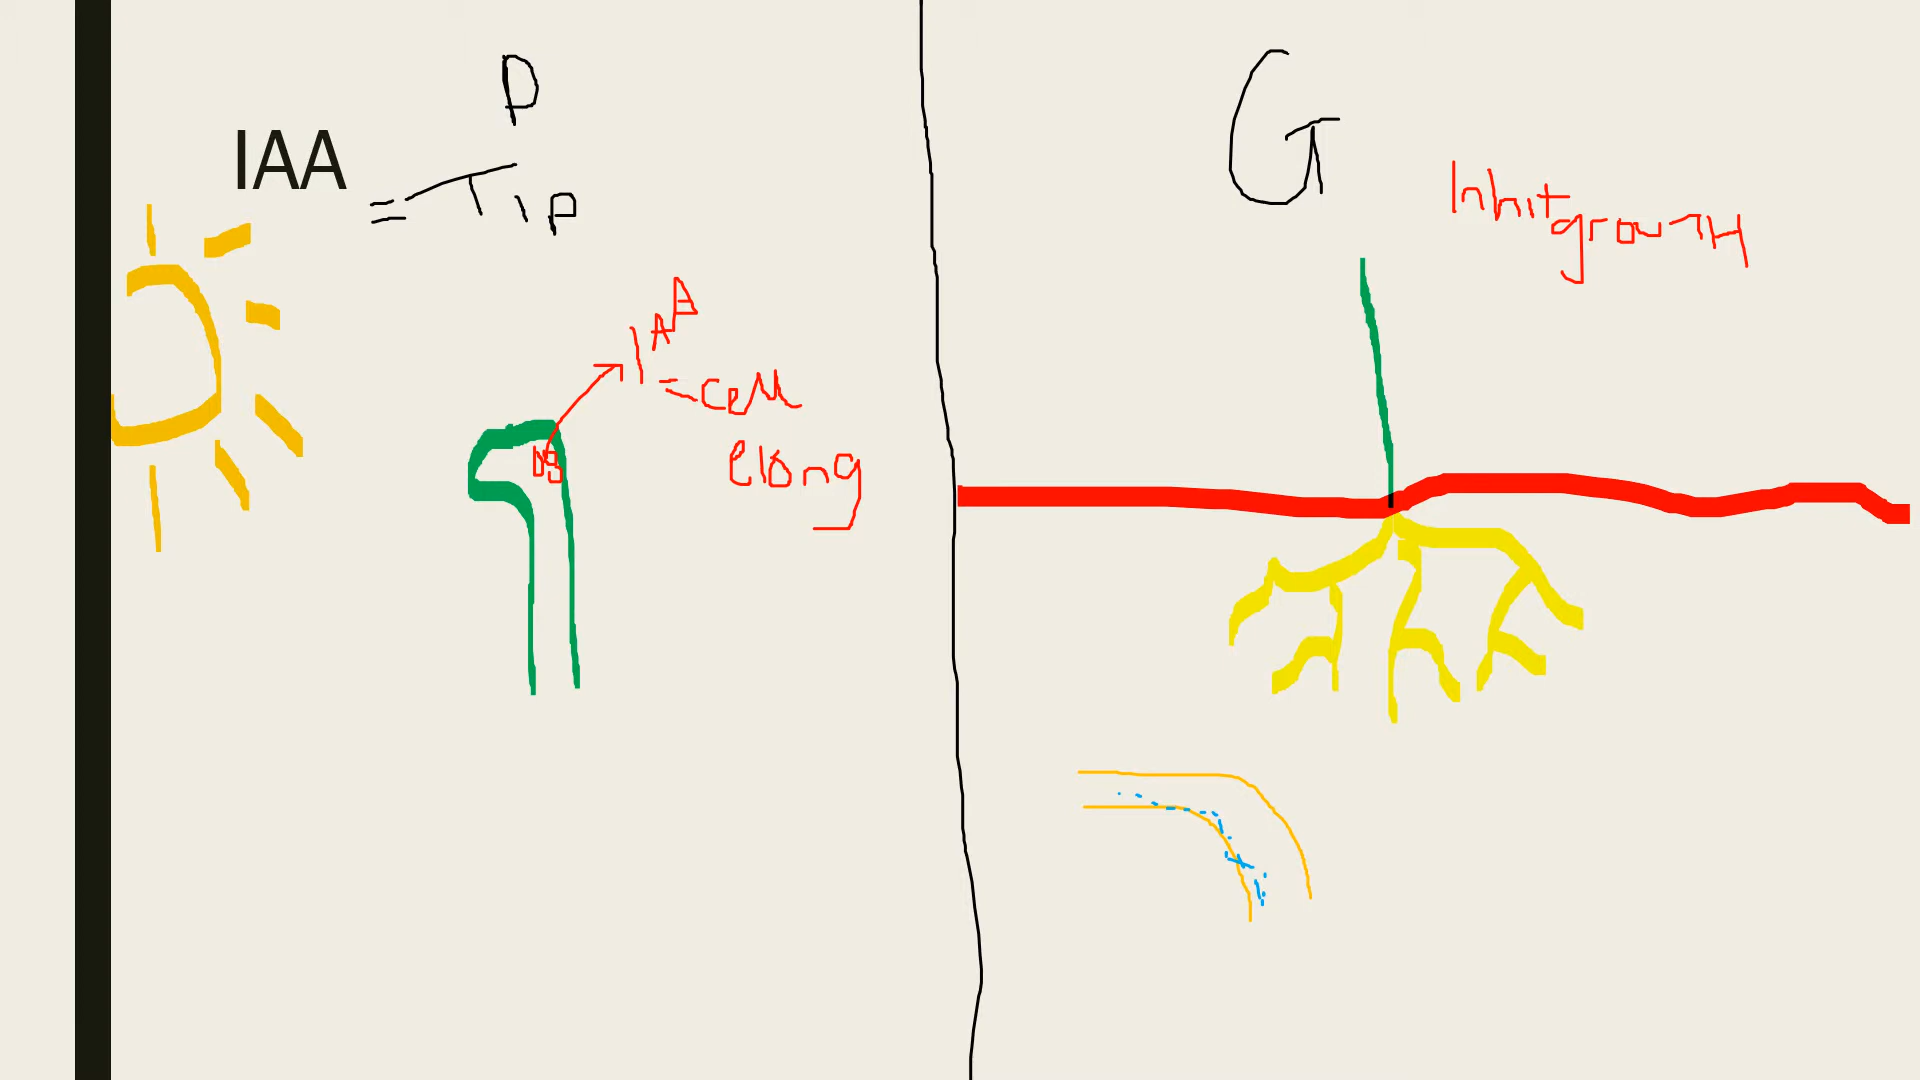 P
IAA
= Tip
IAA
= cell
elong
G
Inhit
growTH